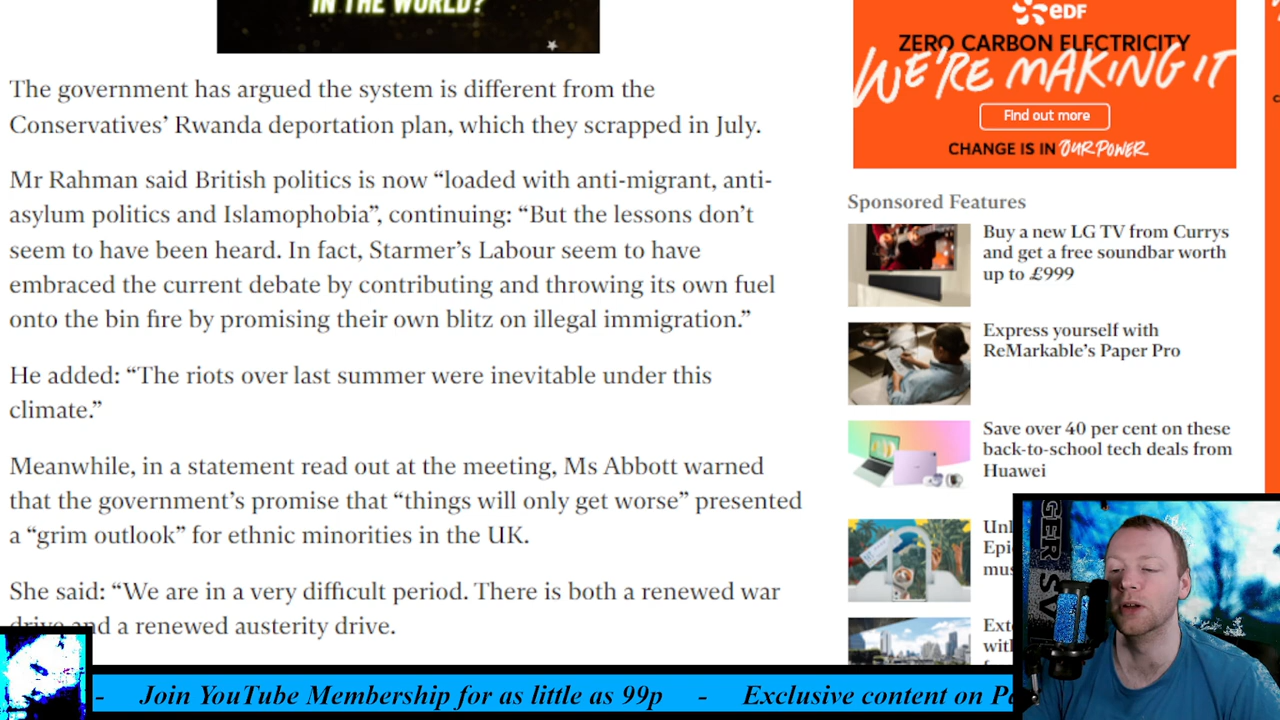 IN THE WORLD?
The government has argued the system is different from the
Conservatives’ Rwanda deportation plan, which they scrapped in July.
Mr Rahman said British politics is now “loaded with anti-migrant, anti-
asylum politics and Islamophobia”, continuing: “But the lessons don’t
seem to have been heard. In fact, Starmer’s Labour seem to have
embraced the current debate by contributing and throwing its own fuel
onto the bin fire by promising their own blitz on illegal immigration.”
He added: “The riots over last summer were inevitable under this
climate.”
Meanwhile, in a statement read out at the meeting, Ms Abbott warned
that the government’s promise that “things will only get worse” presented
a “grim outlook” for ethnic minorities in the UK.
She said: “We are in a very difficult period. There is both a renewed war
drive and a renewed austerity drive.
eDF
ZERO CARBON ELECTRICITY
WE'RE MAKING IT
Find out more
CHANGE IS IN OUR POWER
Sponsored Features
Buy a new LG TV from Currys
and get a free soundbar worth
up to £999
Express yourself with
ReMarkable’s Paper Pro
Save over 40 per cent on these
back-to-school tech deals from
Huawei
- Join YouTube Membership for as little as 99p - Exclusive content on